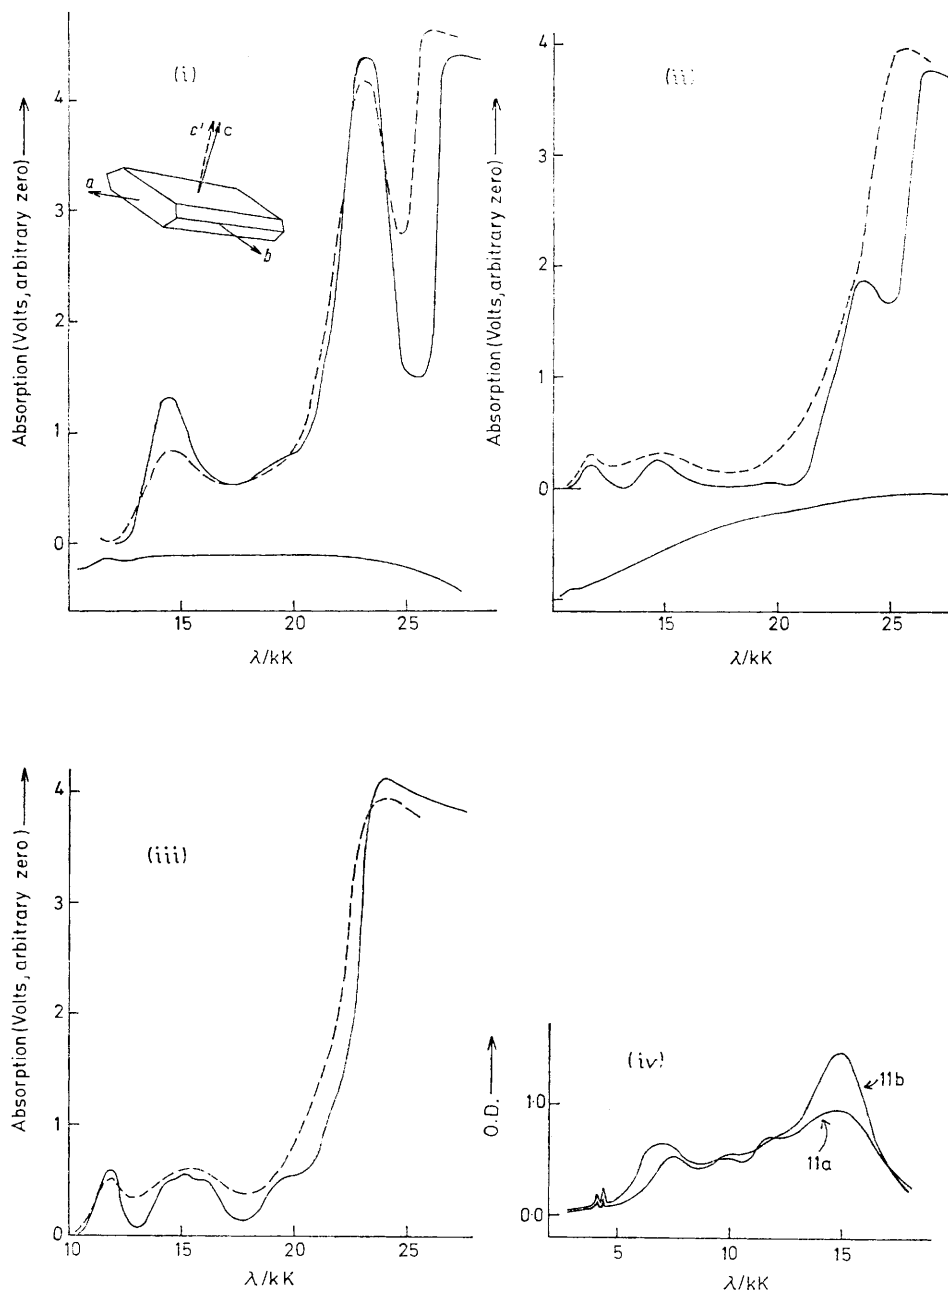 (i)
Absorption (Volts, arbitrary zero)
4
3
2
1
0
c' c
a
b
15 20 25
λ/kK
(ii)
Absorption (Volts, arbitrary zero)
4
3
2
1
0
15 20 25
λ/kK
(iii)
Absorption (Volts, arbitrary zero)
4
3
2
1
0
10 15 20 25
λ/kK
(iv)
O.D.
1·0
0·0
11b
11a
5 10 15
λ/kK